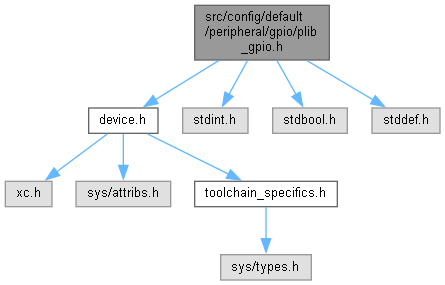 src/config/default
/peripheral/gpio/plib
_gpio.h
device.h
stdint.h
stdbool.h
stddef.h
xc.h
sys/attribs.h
toolchain_specifics.h
sys/types.h